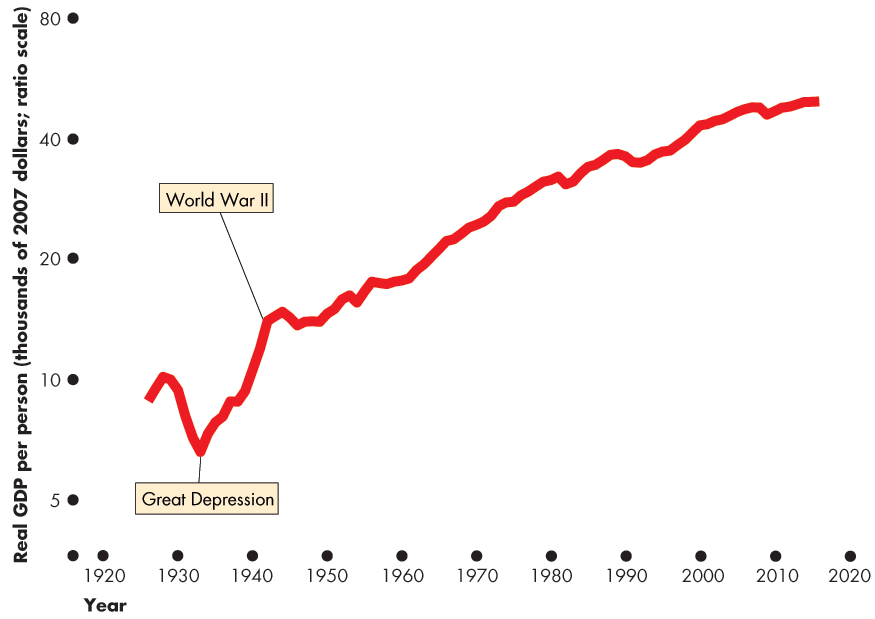 Real GDP per person (thousands of 2007 dollars; ratio scale)
80
40
20
10
5
World War II
Great Depression
1920 1930 1940 1950 1960 1970 1980 1990 2000 2010 2020
Year